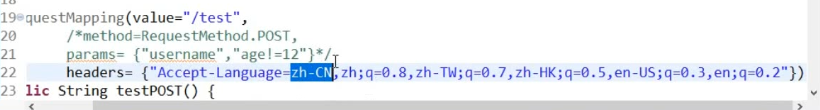 18
19 questMapping(value="/test",
20 /*method=RequestMethod.POST,
21 params= {"username","age!=12"}*/
22 headers= {"Accept-Language=zh-CN,zh;q=0.8,zh-TW;q=0.7,zh-HK;q=0.5,en-US;q=0.3,en;q=0.2"})
23 lic String testPOST() {